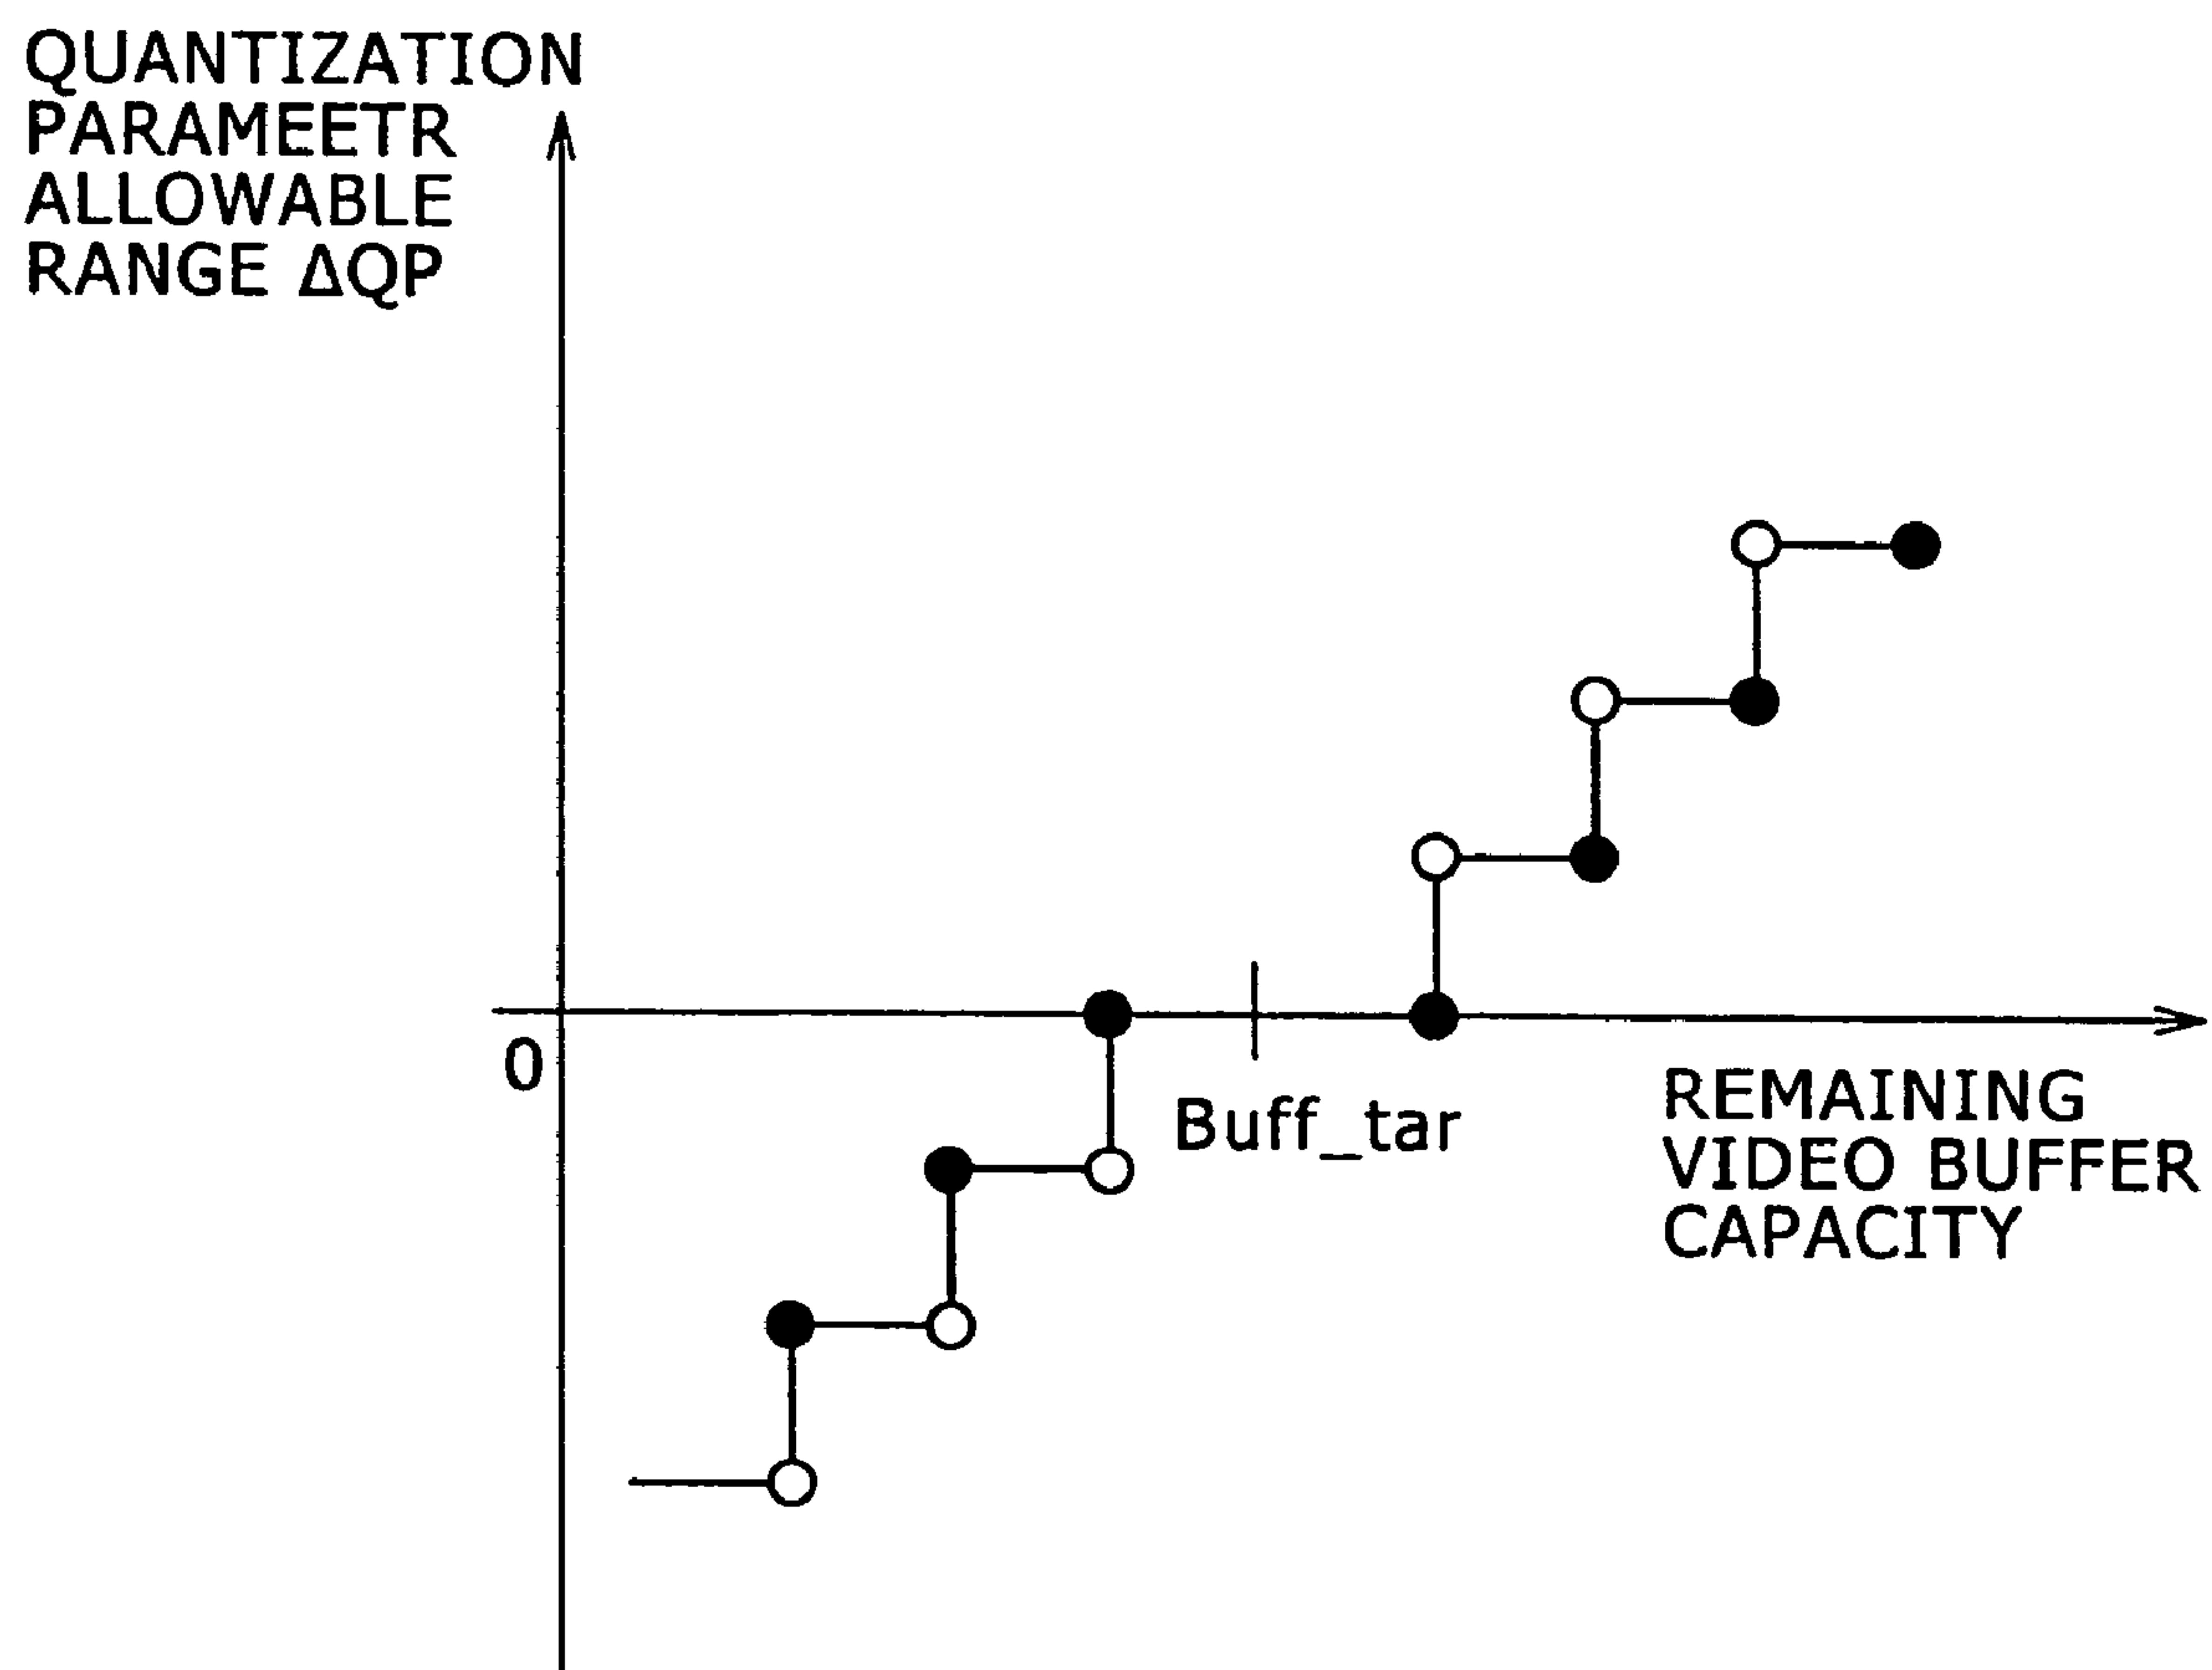 QUANTIZATION
PARAMEETR
ALLOWABLE
RANGE ΔQP
0
Buff_tar
REMAINING
VIDEO BUFFER
CAPACITY